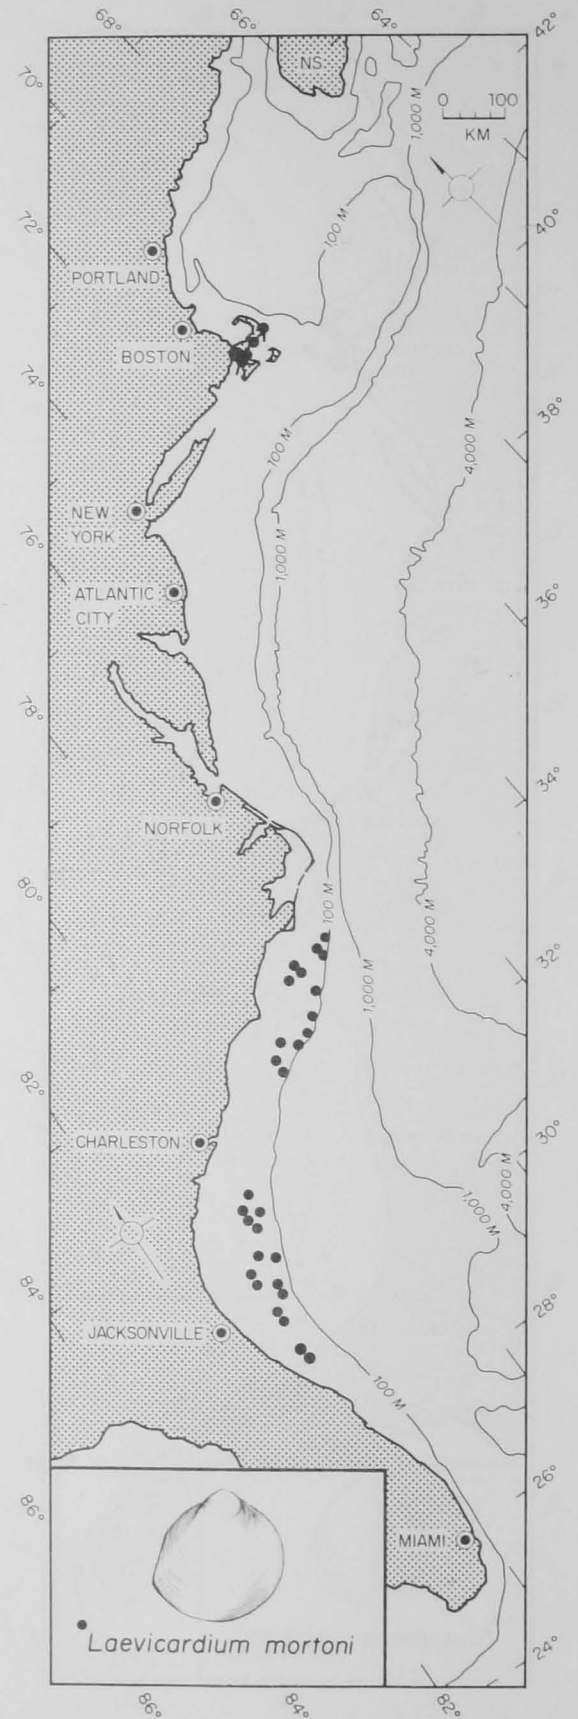 68°
66°
64°
42°
70°
NS
0 100
KM
1,000 M
72°
40°
100 M
PORTLAND
BOSTON
74°
38°
100 M
4,000 M
NEW
YORK
76°
1,000 M
ATLANTIC
CITY
36°
78°
34°
NORFOLK
80°
100 M
4,000 M
1,000 M
32°
82°
CHARLESTON
30°
4,000 M
1,000 M
84°
28°
JACKSONVILLE
100 M
26°
86°
MIAMI
Laevicardium mortoni
24°
86°
84°
82°